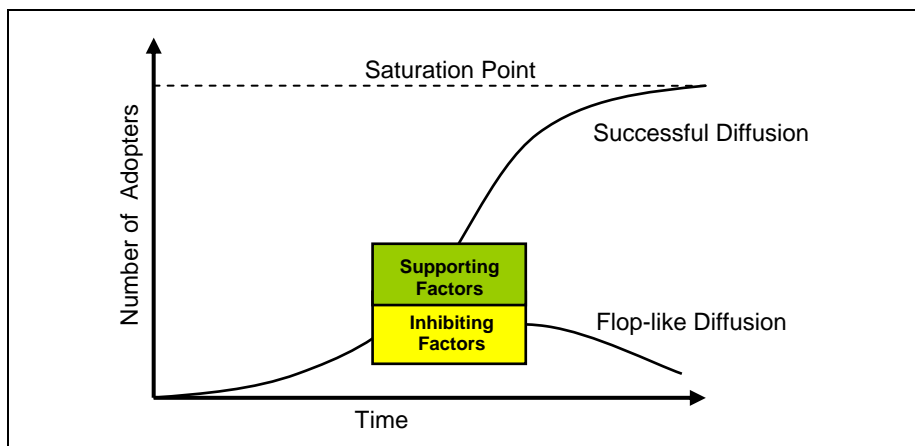 Saturation Point
Successful Diffusion
Number of Adopters
Supporting
Factors
Inhibiting
Factors
Flop-like Diffusion
Time